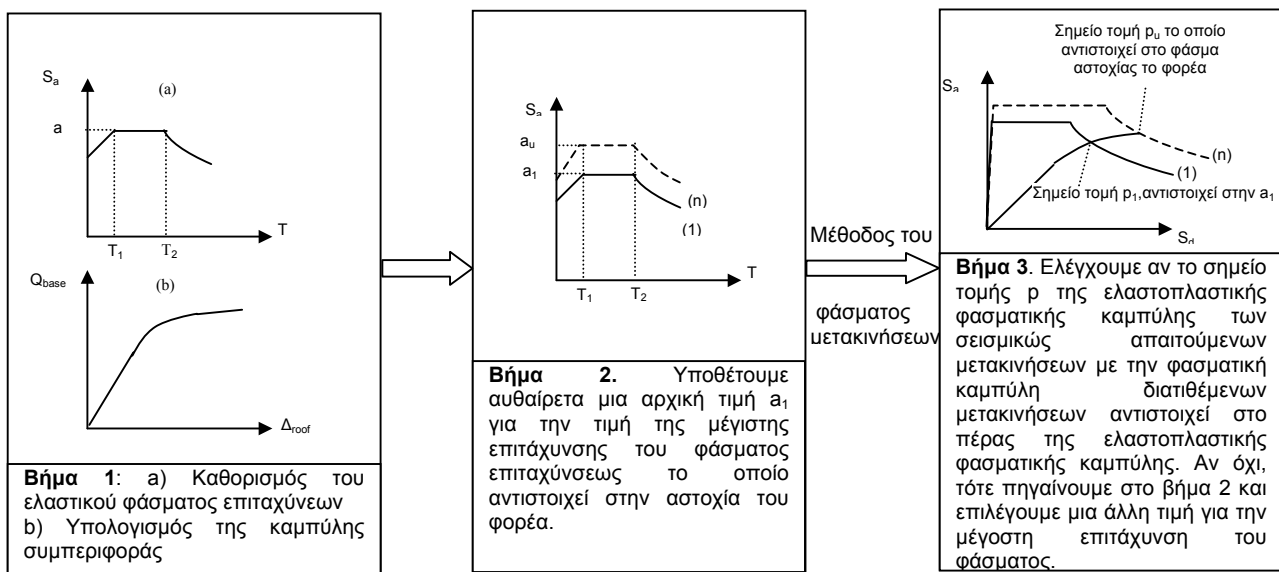 Sₐ
(a)
a
T
T₁ T₂
Qbase
(b)
Δroof
Βήμα 1: a) Καθορισμός του
ελαστικού φάσματος επιταχύνεων
b) Υπολογισμός της καμπύλης
συμπεριφοράς
Sₐ
aᵤ
a₁
(n)
(1)
T
T₁ T₂
Βήμα 2. Υποθέτουμε
αυθαίρετα μια αρχική τιμή a₁
για την τιμή της μέγιστης
επιτάχυνσης του φάσματος
επιταχύνσεως το οποίο
αντιστοιχεί στην αστοχία του
φορέα.
Μέθοδος του
φάσματος
μετακινήσεων
Σημείο τομή pᵤ το οποίο
αντιστοιχεί στο φάσμα
αστοχίας το φορέα
Sₐ
(n)
(1)
Σημείο τομή p₁,αντιστοιχεί στην a₁
S_d
Βήμα 3. Ελέγχουμε αν το σημείο
τομής p της ελαστοπλαστικής
φασματικής καμπύλης των
σεισμικώς απαιτούμενων
μετακινήσεων με την φασματική
καμπύλη διατιθέμενων
μετακινήσεων αντιστοιχεί στο
πέρας της ελαστοπλαστικής
φασματικής καμπύλης. Αν όχι,
τότε πηγαίνουμε στο βήμα 2 και
επιλέγουμε μια άλλη τιμή για την
μέγοστη επιτάχυνση του
φάσματος.